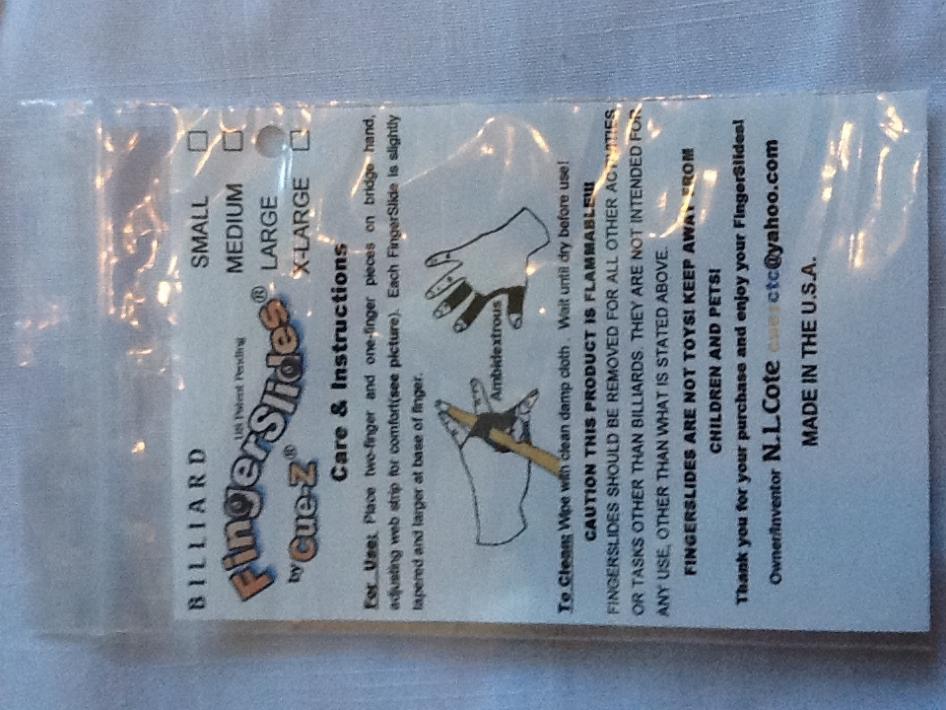 BILLIARD
US Patent Pending
FingerSlides®
by Cue-Z®
SMALL
MEDIUM
LARGE
X-LARGE
Care & Instructions
For Use: Place two-finger and one-finger pieces on bridge hand,
adjusting web strip for comfort(see picture). Each FingerSlide is slightly
tapered and larger at base of finger.
Ambidextrous
To Clean: Wipe with clean damp cloth . Wait until dry before use!
CAUTION THIS PRODUCT IS FLAMMABLE!!!
FINGERSLIDES SHOULD BE REMOVED FOR ALL OTHER ACTIVITIES
OR TASKS OTHER THAN BILLIARDS. THEY ARE NOT INTENDED FOR
ANY USE, OTHER THAN WHAT IS STATED ABOVE.
FINGERSLIDES ARE NOT TOYS! KEEP AWAY FROM
CHILDREN AND PETS!
Thank you for your purchase and enjoy your FingerSlides!
Owner/Inventor N.L.Cote @yahoo.com
MADE IN THE U.S.A.